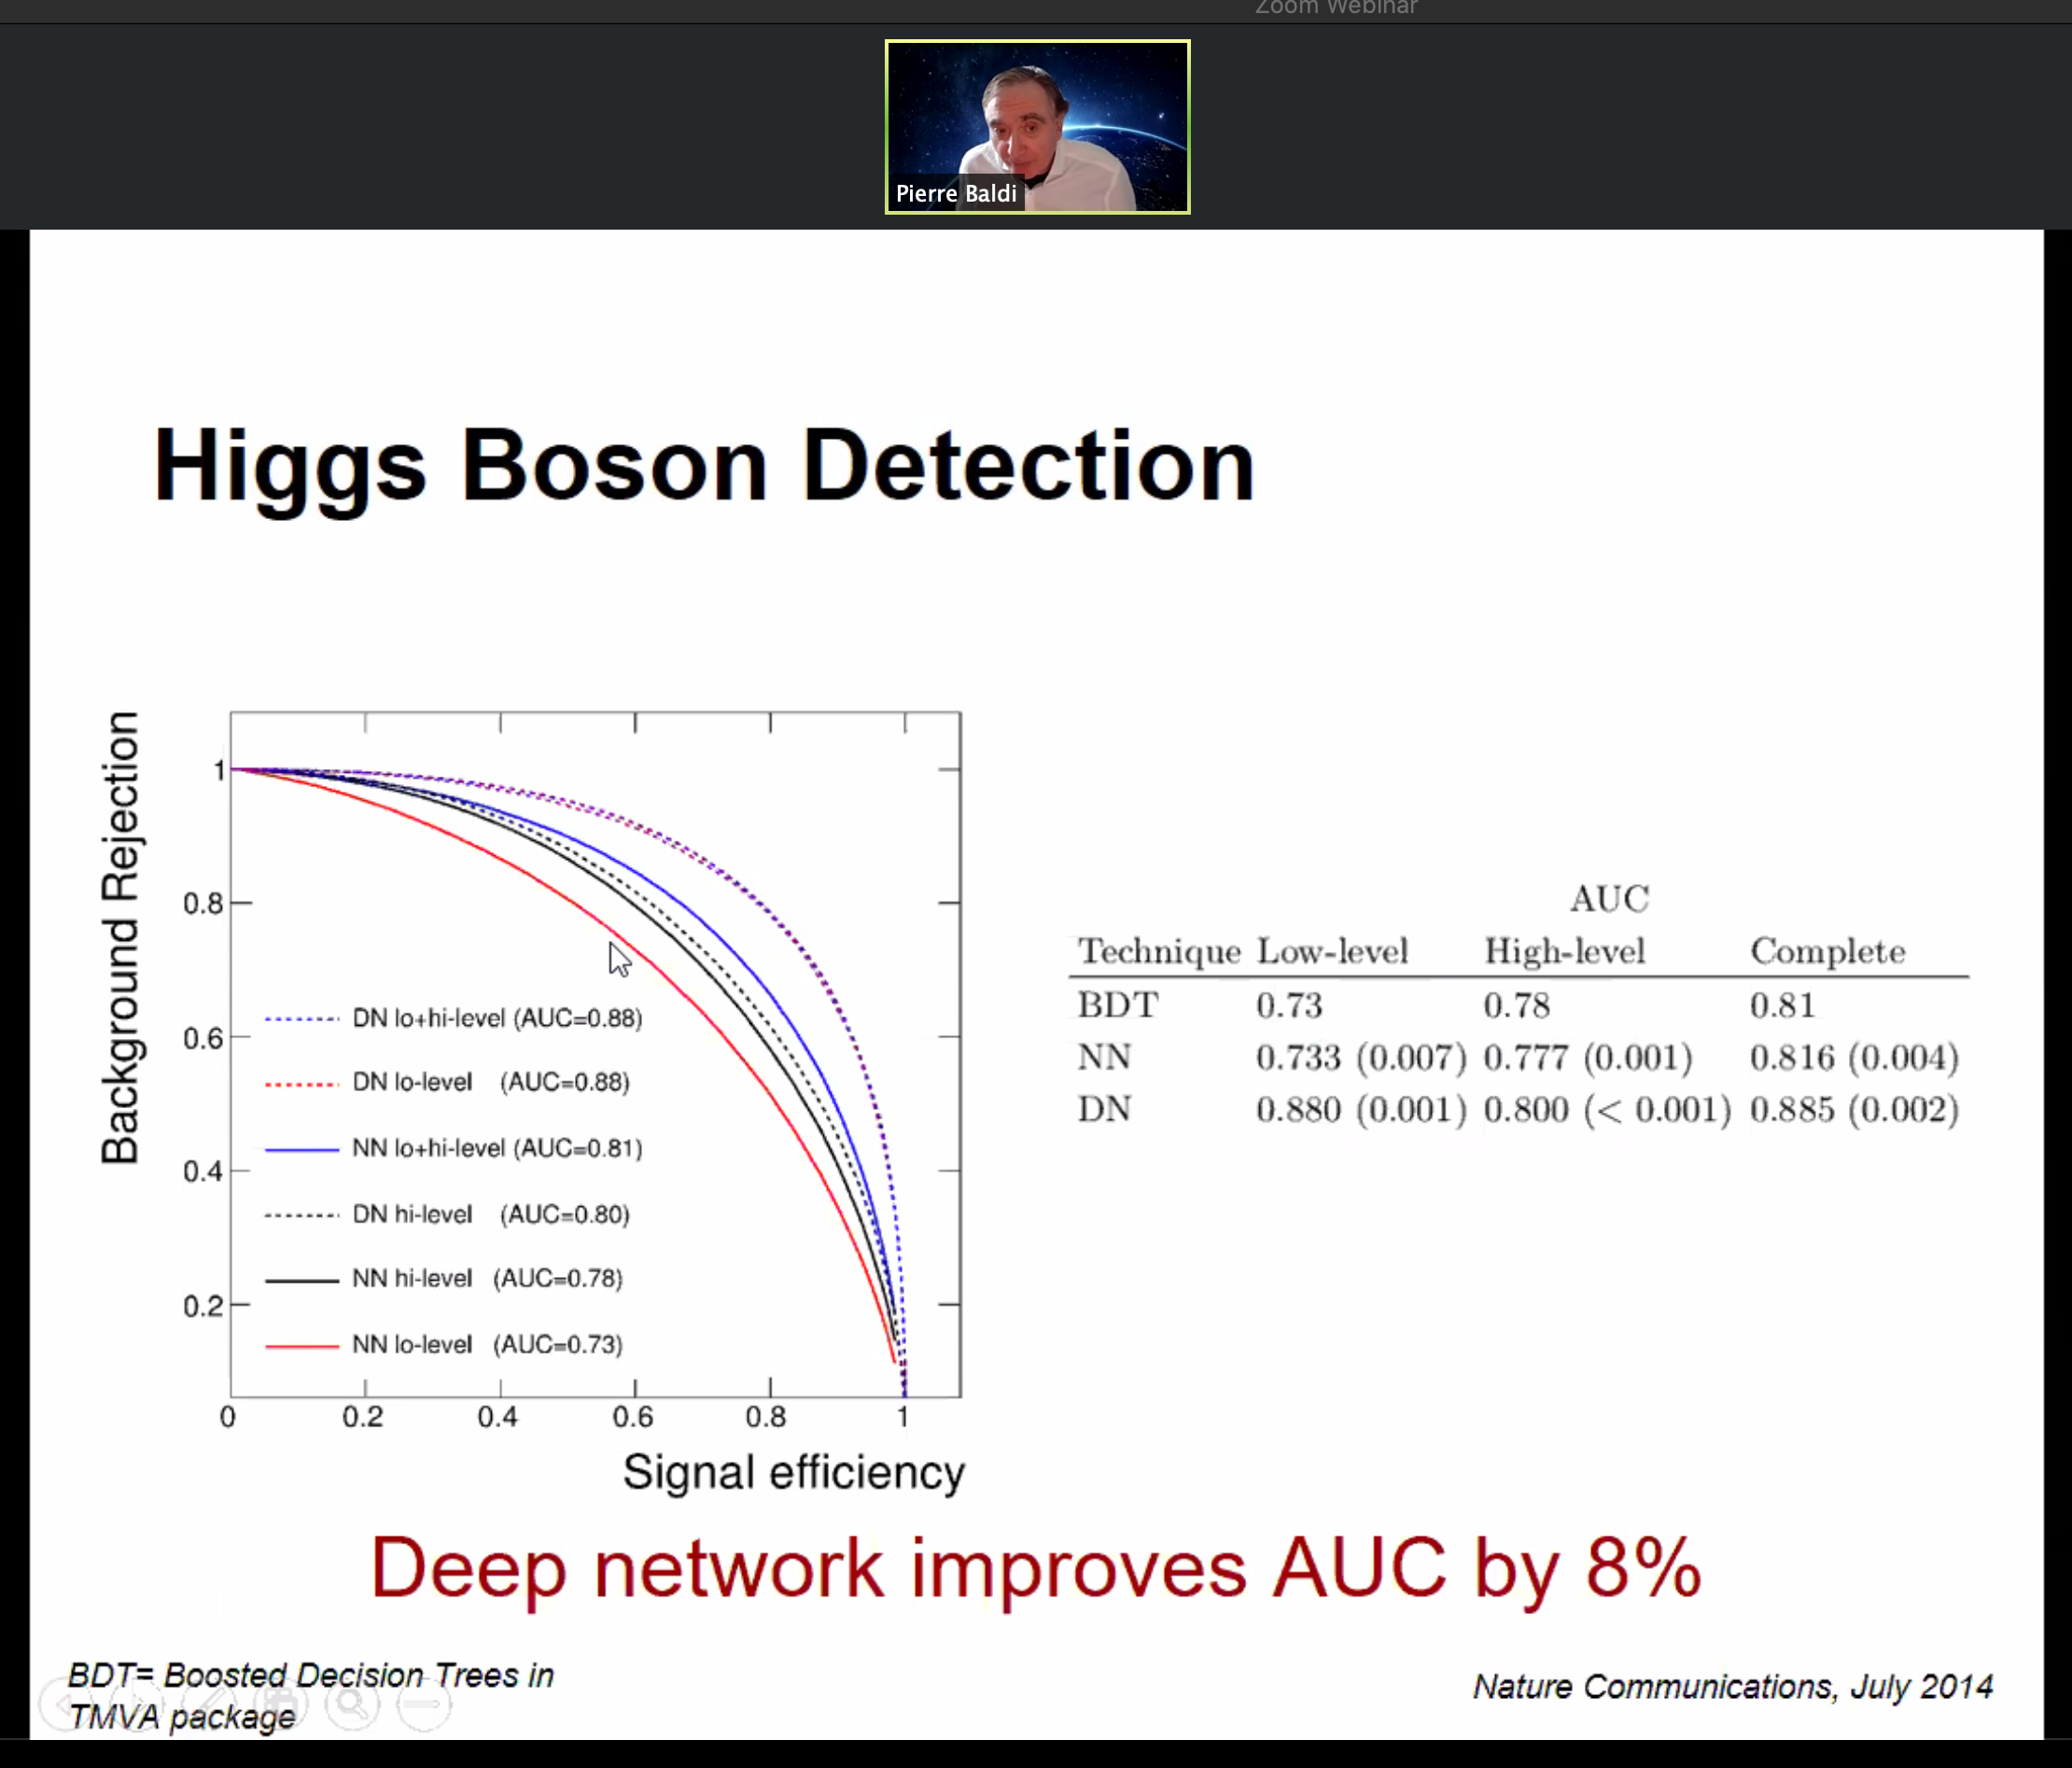 Zoom Webinar
Pierre Baldi
Higgs Boson Detection
Background Rejection
1
0.8
0.6
0.4
0.2
DN lo+hi-level (AUC=0.88)
DN lo-level (AUC=0.88)
NN lo+hi-level (AUC=0.81)
DN hi-level (AUC=0.80)
NN hi-level (AUC=0.78)
NN lo-level (AUC=0.73)
0 0.2 0.4 0.6 0.8 1
Signal efficiency
AUC
Technique Low-level High-level Complete
BDT 0.73 0.78 0.81
NN 0.733 (0.007) 0.777 (0.001) 0.816 (0.004)
DN 0.880 (0.001) 0.800 (< 0.001) 0.885 (0.002)
Deep network improves AUC by 8%
BDT= Boosted Decision Trees in
TMVA package
Nature Communications, July 2014